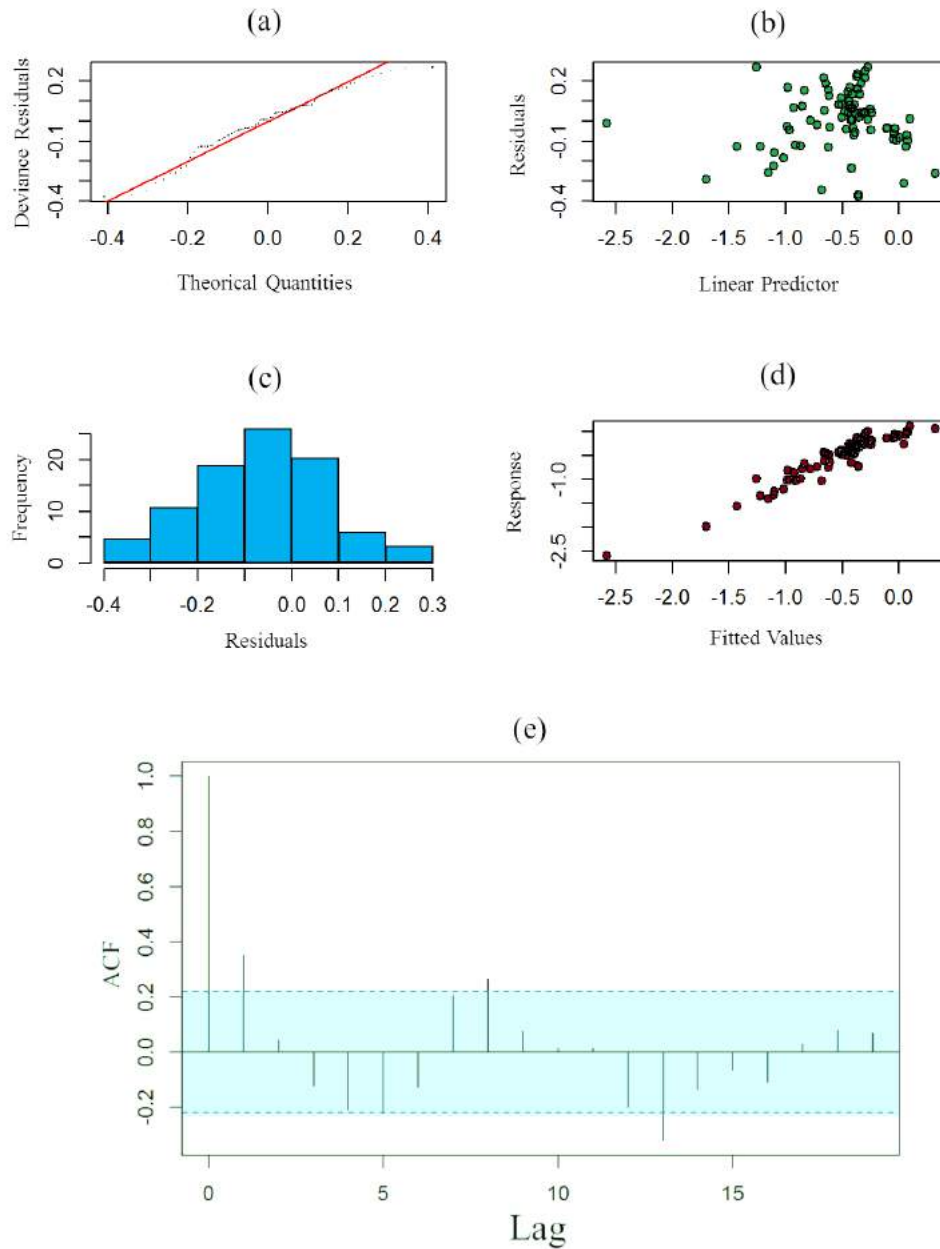 (a)
Deviance Residuals
0.2
-0.1
-0.4
-0.4 -0.2 0.0 0.2 0.4
Theorical Quantities
(b)
Residuals
0.2
-0.1
-0.4
-2.5 -2.0 -1.5 -1.0 -0.5 0.0
Linear Predictor
(c)
Frequency
20
10
0
-0.4 -0.2 0.0 0.1 0.3
Residuals
(d)
Response
-1.0
-2.5
-2.5 -2.0 -1.5 -1.0 -0.5 0.0
Fitted Values
(e)
ACF
1.0
0.8
0.6
0.4
0.2
0.0
-0.2
0 5 10 15
Lag